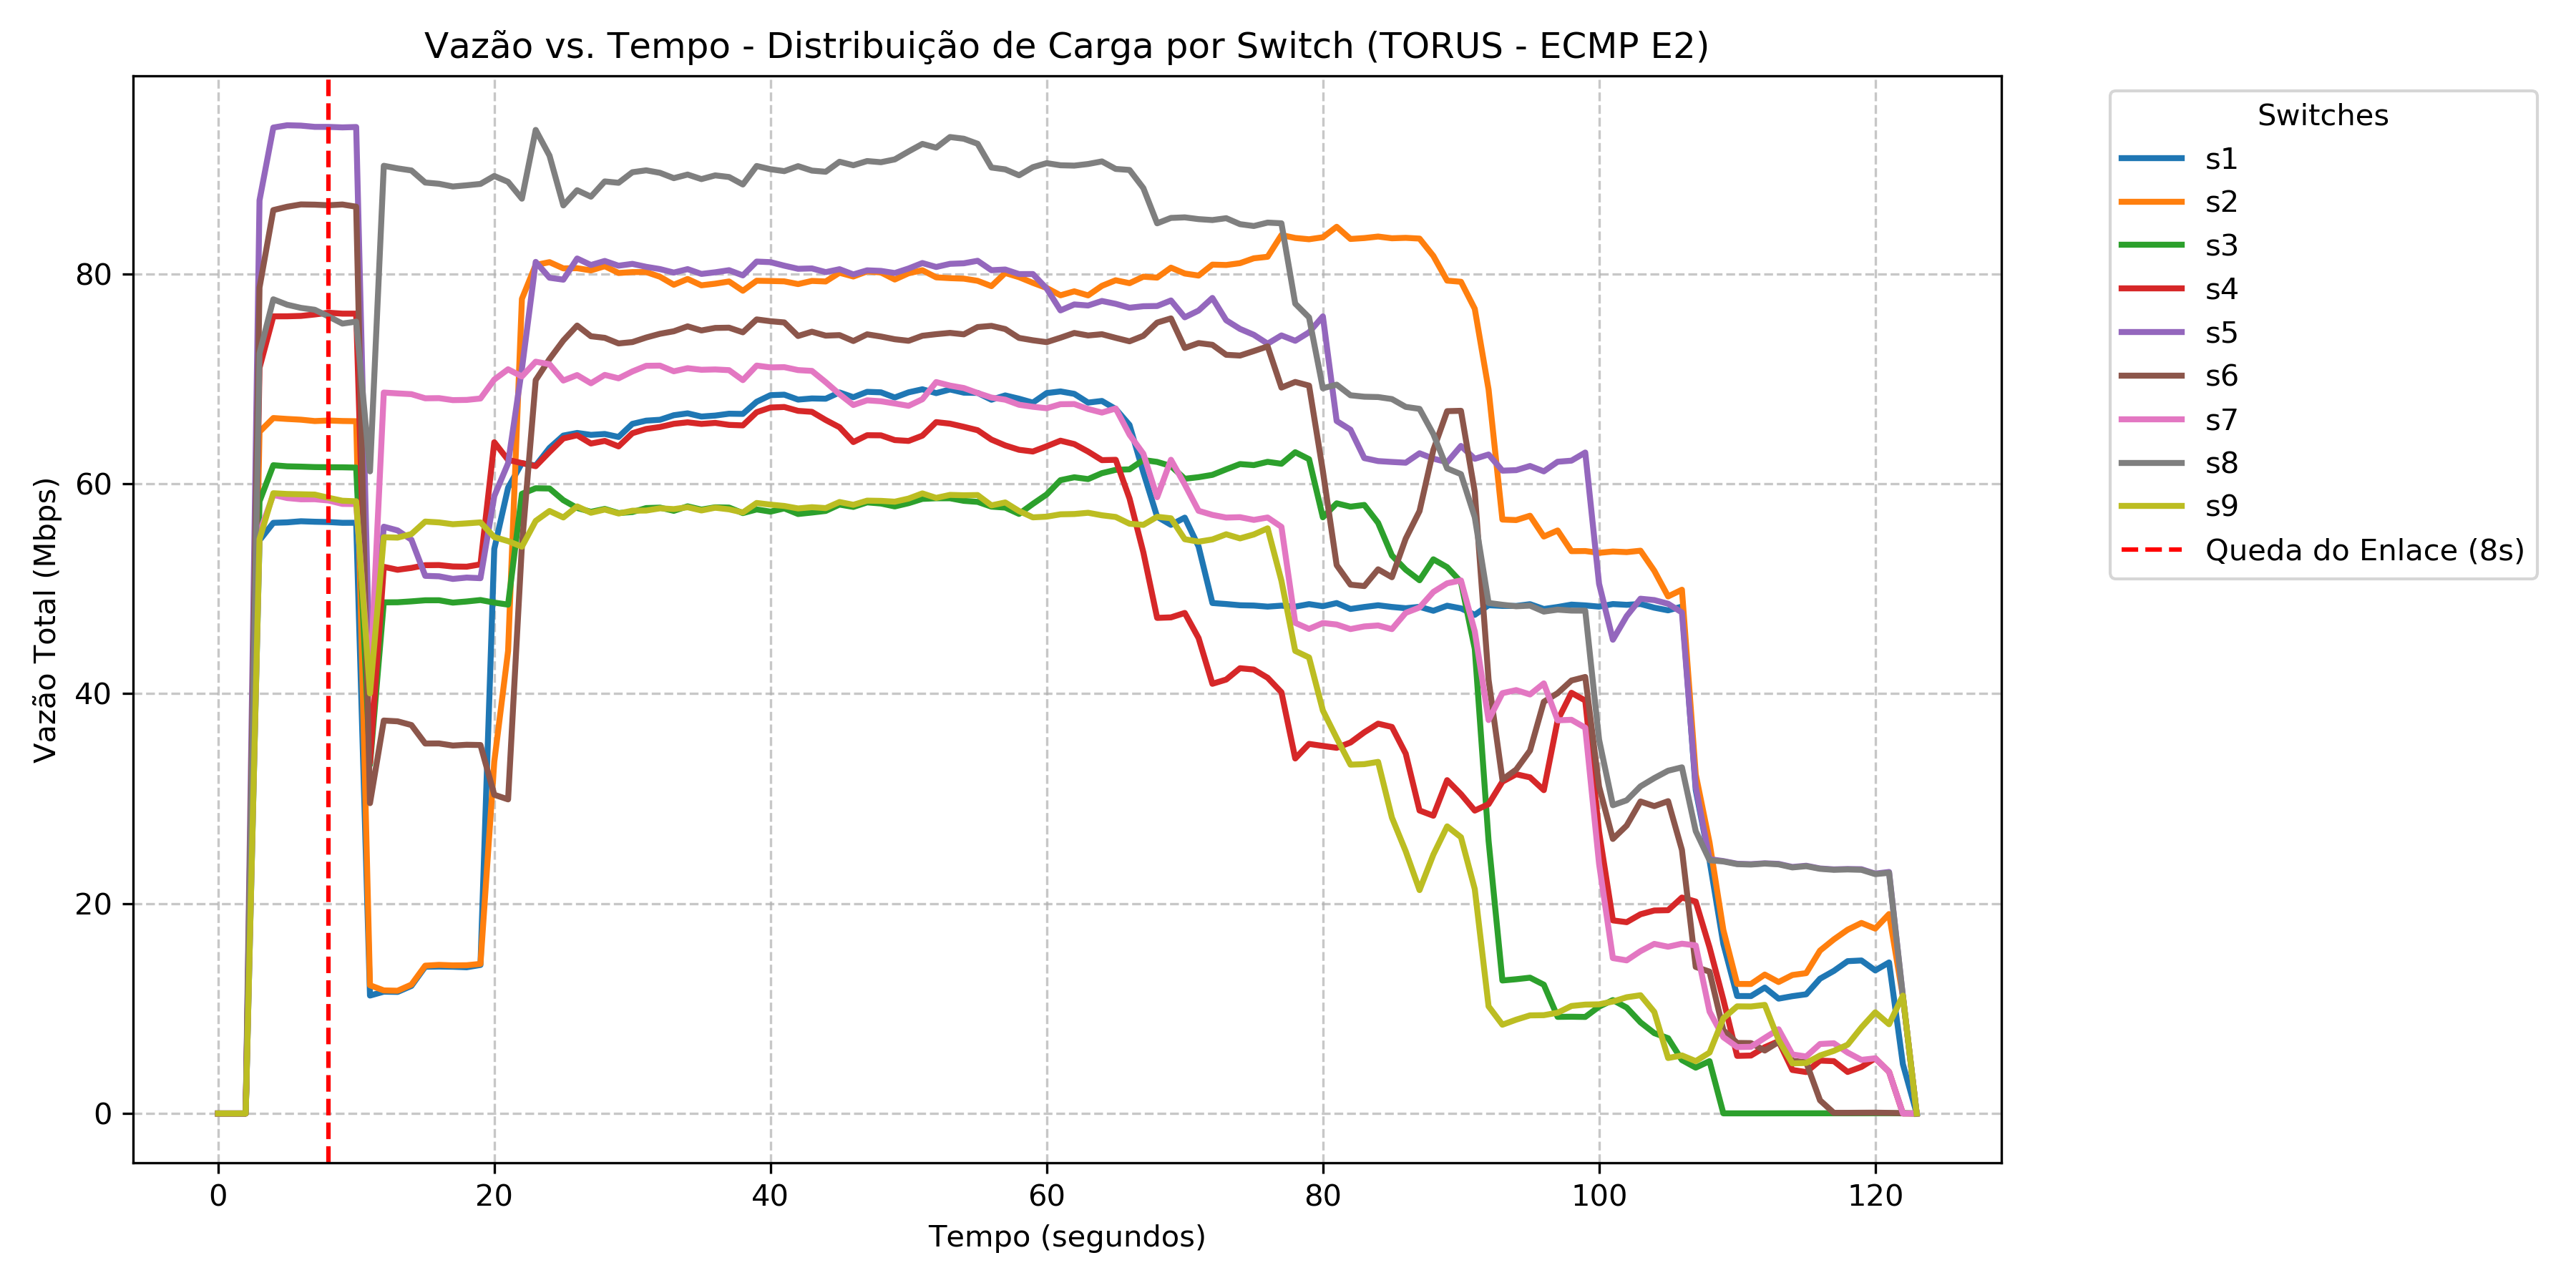 Vazão vs. Tempo - Distribuição de Carga por Switch (TORUS - ECMP E2)
Vazão Total (Mbps)
80
60
40
20
0
0 20 40 60 80 100 120
Tempo (segundos)
Switches
s1
s2
s3
s4
s5
s6
s7
s8
s9
Queda do Enlace (8s)